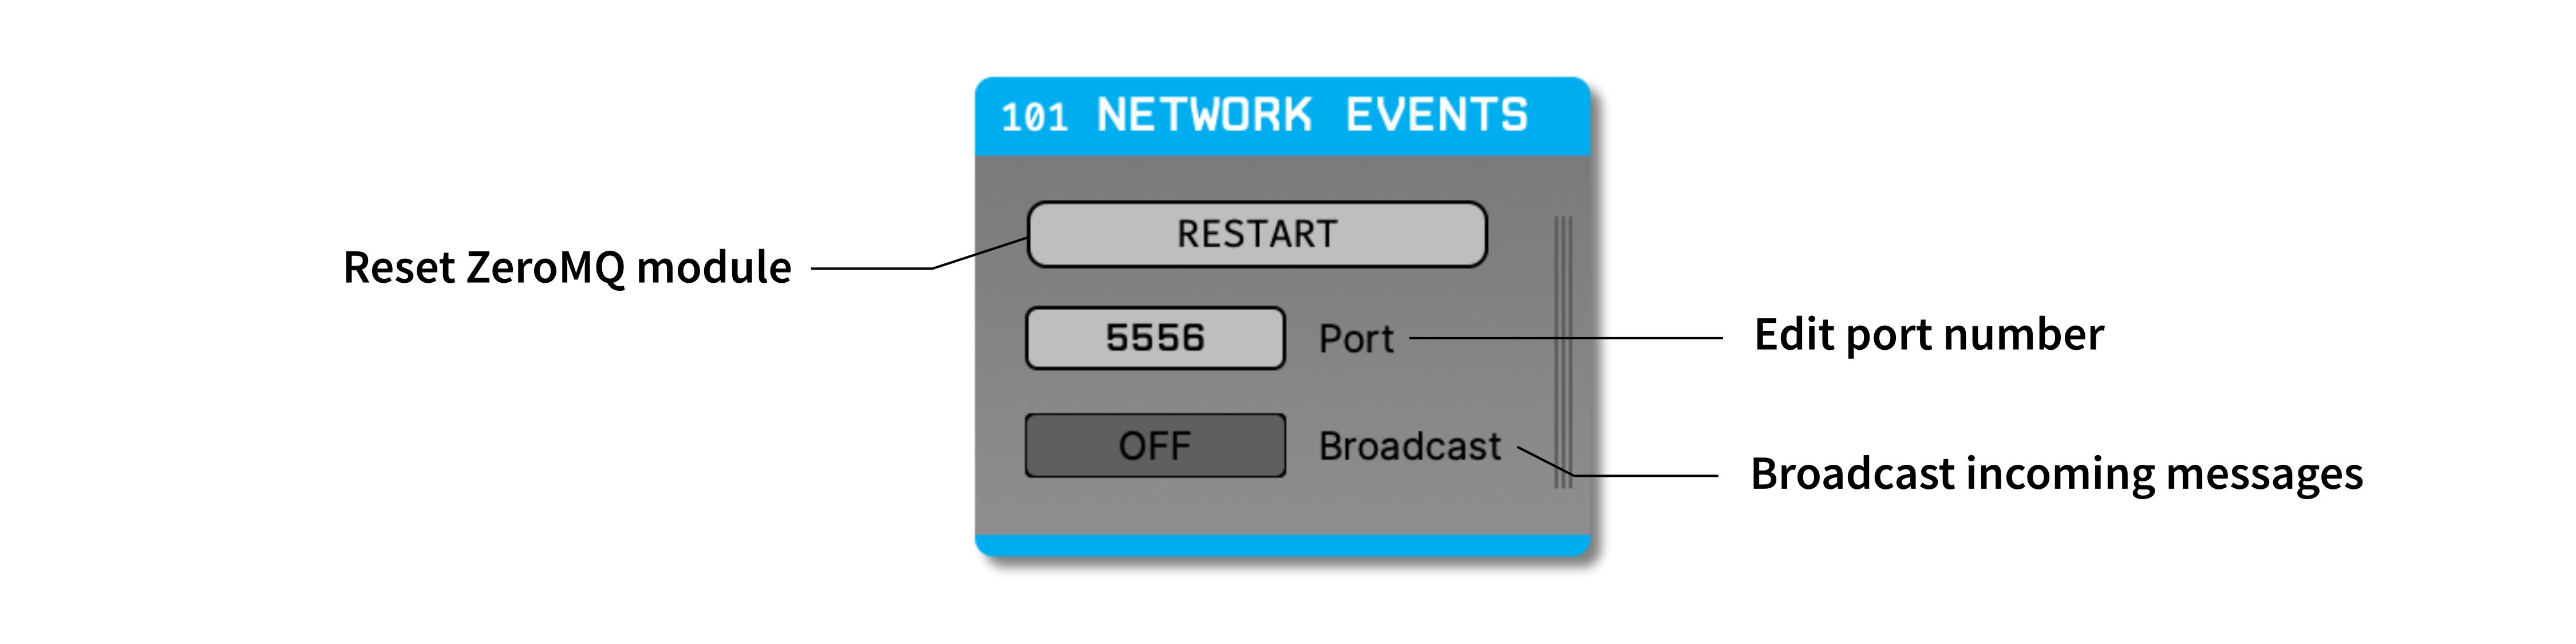 101 NETWORK EVENTS
RESTART
Reset ZeroMQ module
5556 Port
Edit port number
OFF Broadcast
Broadcast incoming messages